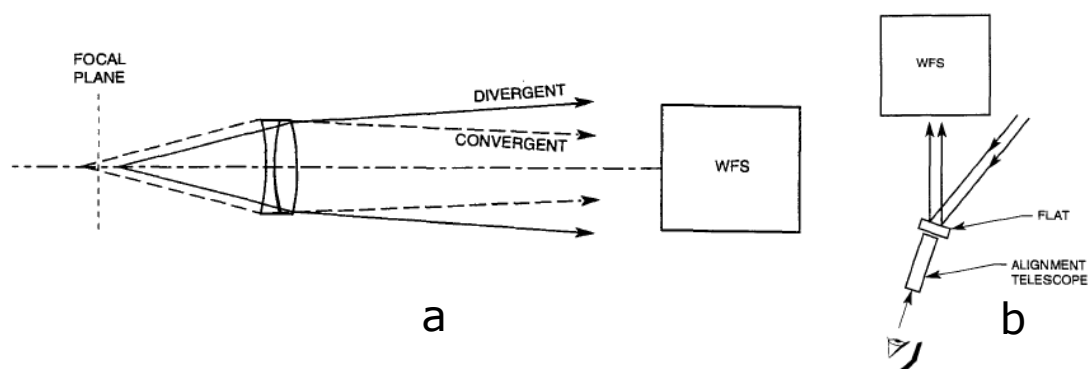 FOCAL
PLANE
DIVERGENT
CONVERGENT
WFS
a
WFS
FLAT
ALIGNMENT
TELESCOPE
b